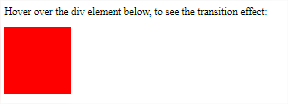 Hover over the div element below, to see the transition effect: